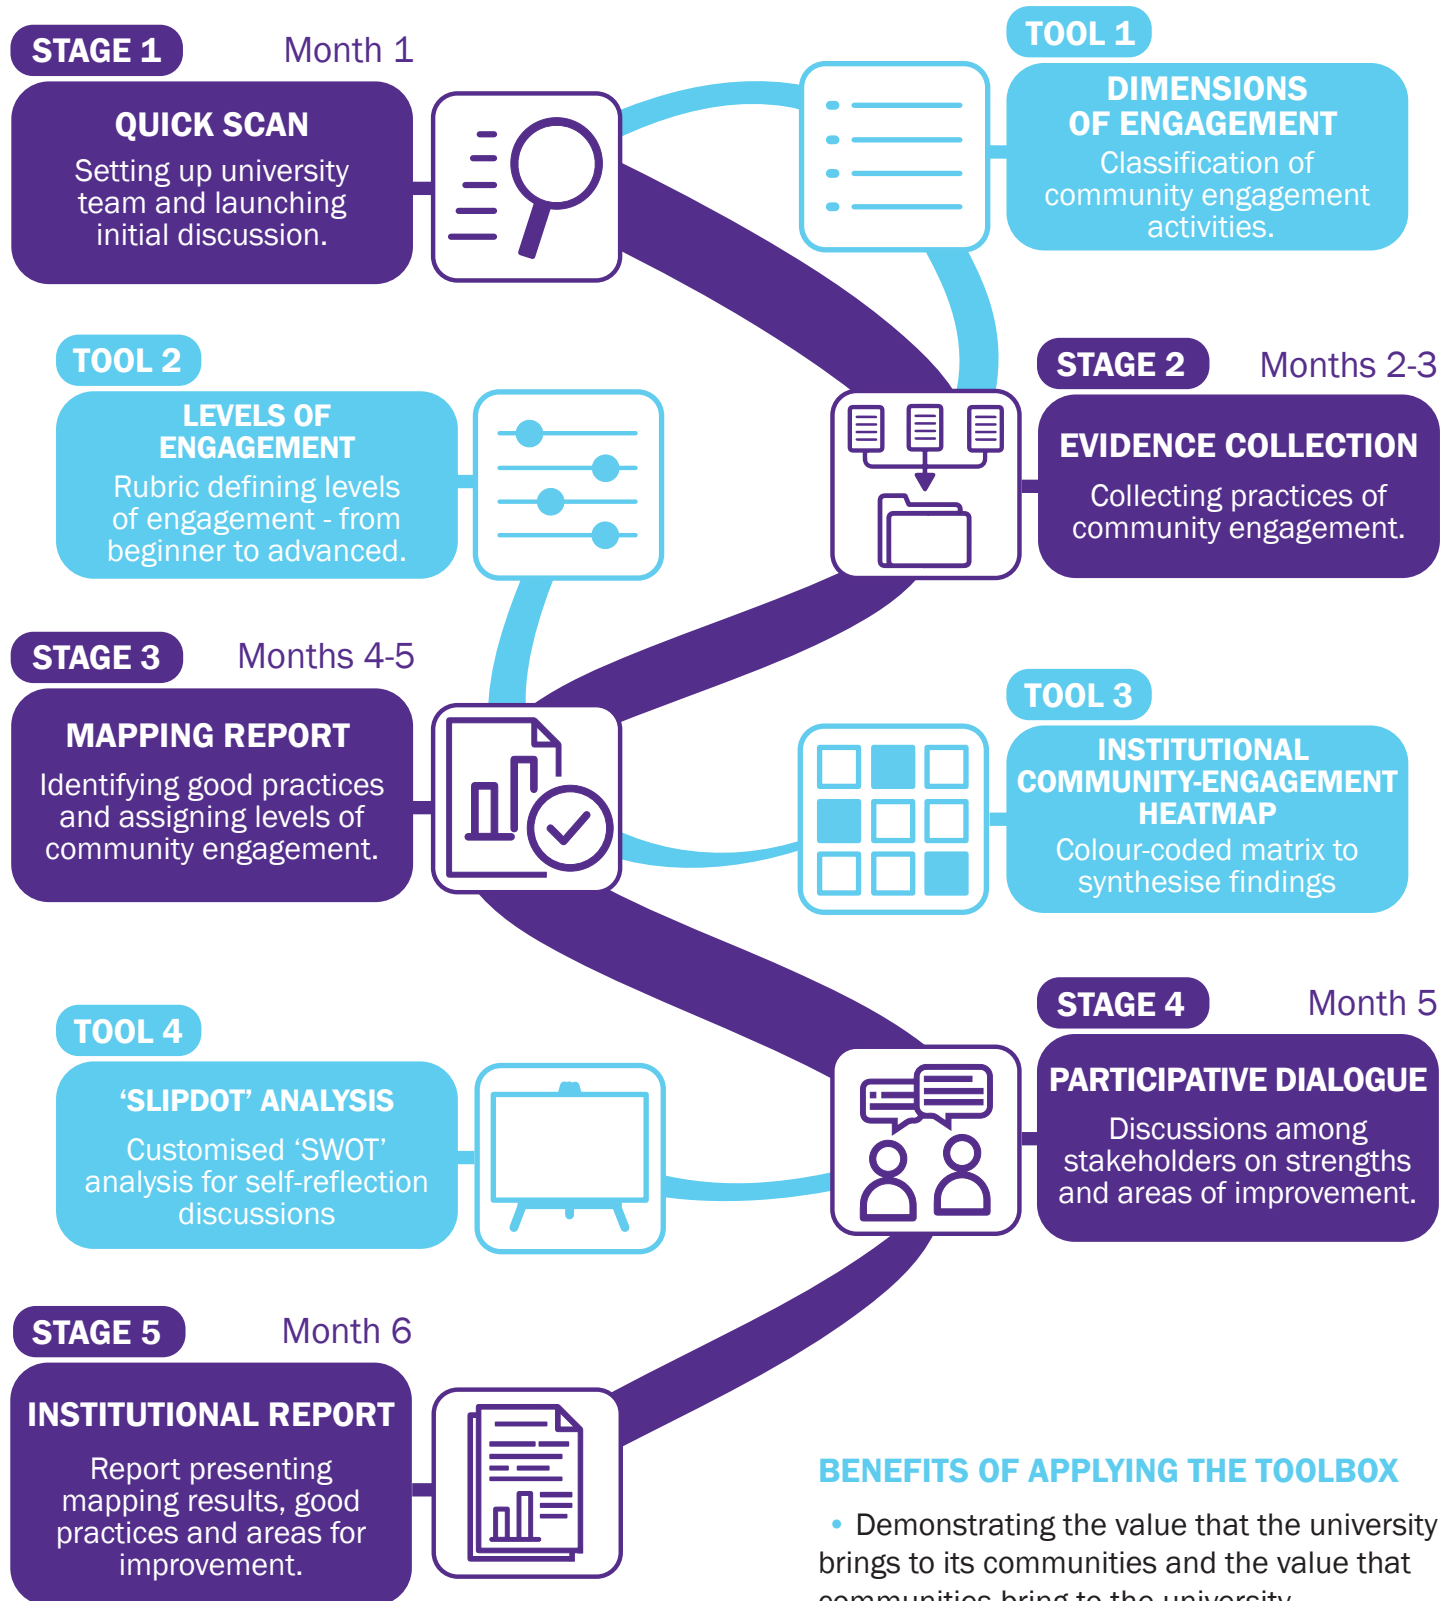 STAGE 1
Month 1
QUICK SCAN
Setting up university
team and launching
initial discussion.
TOOL 1
DIMENSIONS
OF ENGAGEMENT
Classification of
community engagement
activities.
TOOL 2
LEVELS OF
ENGAGEMENT
Rubric defining levels
of engagement - from
beginner to advanced.
STAGE 2
Months 2-3
EVIDENCE COLLECTION
Collecting practices of
community engagement.
STAGE 3
Months 4-5
MAPPING REPORT
Identifying good practices
and assigning levels of
community engagement.
TOOL 3
INSTITUTIONAL
COMMUNITY-ENGAGEMENT
HEATMAP
Colour-coded matrix to
synthesise findings
TOOL 4
‘SLIPDOT’ ANALYSIS
Customised ‘SWOT’
analysis for self-reflection
discussions
STAGE 4
Month 5
PARTICIPATIVE DIALOGUE
Discussions among
stakeholders on strengths
and areas of improvement.
STAGE 5
Month 6
INSTITUTIONAL REPORT
Report presenting
mapping results, good
practices and areas for
improvement.
BENEFITS OF APPLYING THE TOOLBOX
• Demonstrating the value that the university
brings to its communities and the value that
communities bring to the university